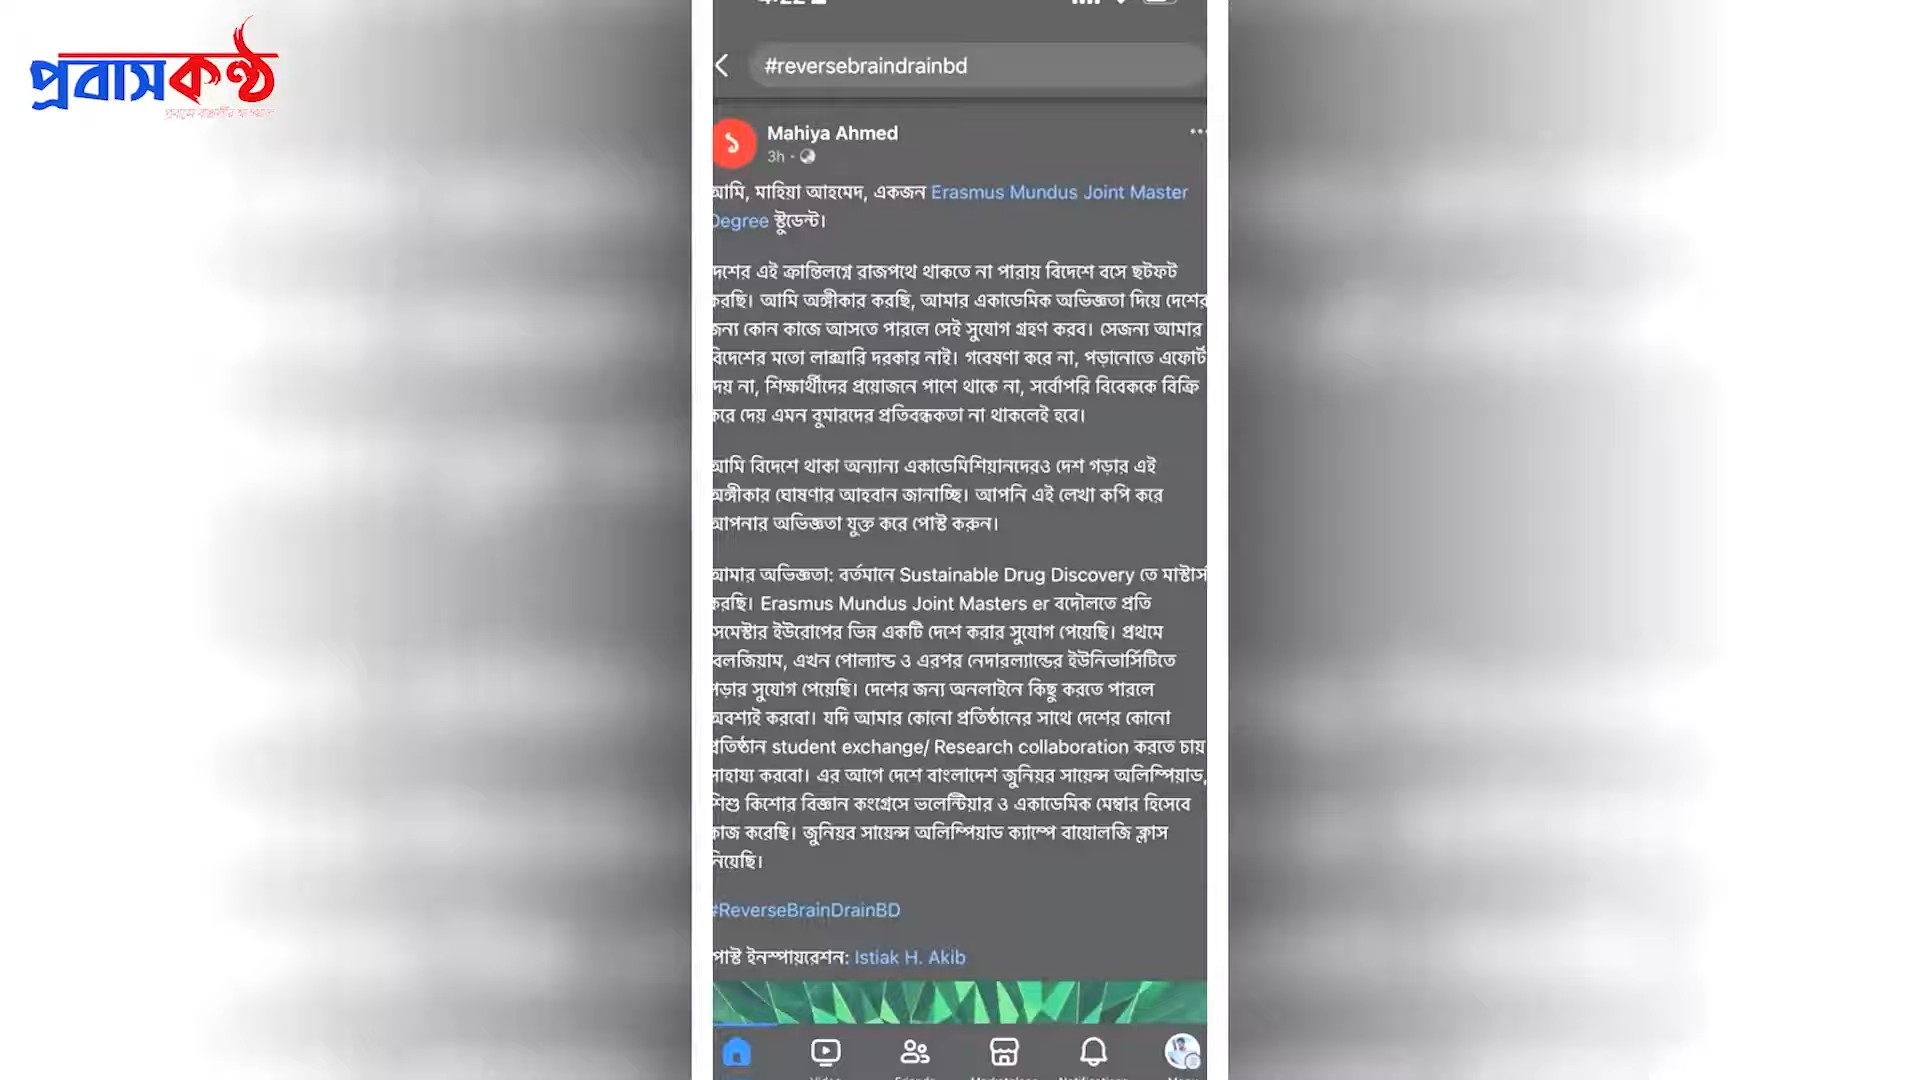 প্রবাসকণ্ঠ
4:22
#reversebraindrainbd
Mahiya Ahmed
3h
আমি, মাহিয়া আহমেদ, একজন Erasmus Mundus Joint Master
Degree স্টুডেন্ট।
দেশের এই ক্রান্তিলগ্নে রাজপথে থাকতে না পারায় বিদেশে বসে ছটফট
করছি। আমি অঙ্গীকার করছি, আমার একাডেমিক অভিজ্ঞতা দিয়ে দেশের
জন্য কোন কাজে আসতে পারলে সেই সুযোগ গ্রহণ করব। সেজন্য আমার
বিদেশের মতো লাক্সারি দরকার নাই। গবেষণা করে না, পড়ানোতে এফোর্ট
দেয় না, শিক্ষার্থীদের প্রয়োজনে পাশে থাকে না, সর্বোপরি বিবেককে বিক্রি
করে দেয় এমন বুমারদের প্রতিবন্ধকতা না থাকলেই হবে।
আমি বিদেশে থাকা অন্যান্য একাডেমিশিয়ানদেরও দেশ গড়ার এই
অঙ্গীকার ঘোষণার আহবান জানাচ্ছি। আপনি এই লেখা কপি করে
আপনার অভিজ্ঞতা যুক্ত করে পোস্ট করুন।
আমার অভিজ্ঞতা: বর্তমানে Sustainable Drug Discovery তে মাস্টার্স
করছি। Erasmus Mundus Joint Masters er বদৌলতে প্রতি
সেমেস্টার ইউরোপের ভিন্ন একটি দেশে করার সুযোগ পেয়েছি। প্রথমে
বেলজিয়াম, এখন পোল্যান্ড ও এরপর নেদারল্যান্ডের ইউনিভার্সিটিতে
পড়ার সুযোগ পেয়েছি। দেশের জন্য অনলাইনে কিছু করতে পারলে
অবশ্যই করবো। যদি আমার কোনো প্রতিষ্ঠানের সাথে দেশের কোনো
প্রতিষ্ঠান student exchange/ Research collaboration করতে চায়
সাহায্য করবো। এর আগে দেশে বাংলাদেশ জুনিয়র সায়েন্স অলিম্পিয়াড,
শিশু কিশোর বিজ্ঞান কংগ্রেসে ভলেন্টিয়ার ও একাডেমিক মেম্বার হিসেবে
কাজ করেছি। জুনিয়র সায়েন্স অলিম্পিয়াড ক্যাম্পে বায়োলজি ক্লাস
নিয়েছি।
#ReverseBrainDrainBD
পোস্ট ইনস্পায়রেশন: Istiak H. Akib